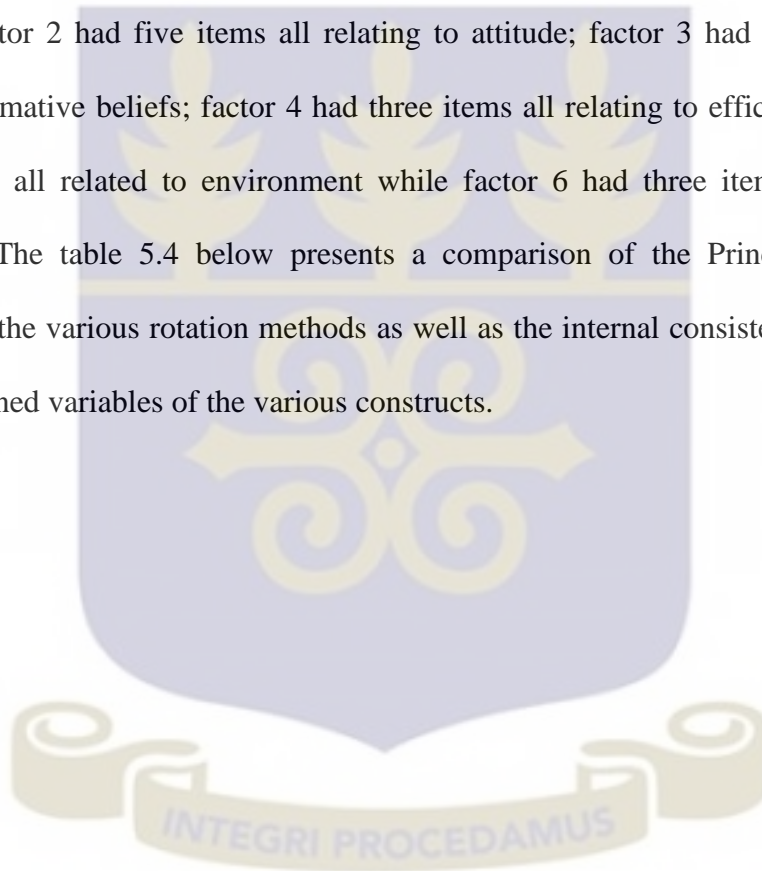 tor 2 had five items all relating to attitude; factor 3 had
mative beliefs; factor 4 had three items all relating to effic
all related to environment while factor 6 had three iter
The table 5.4 below presents a comparison of the Princ
the various rotation methods as well as the internal consiste
ned variables of the various constructs.
INTEGRI PROCEDAMUS